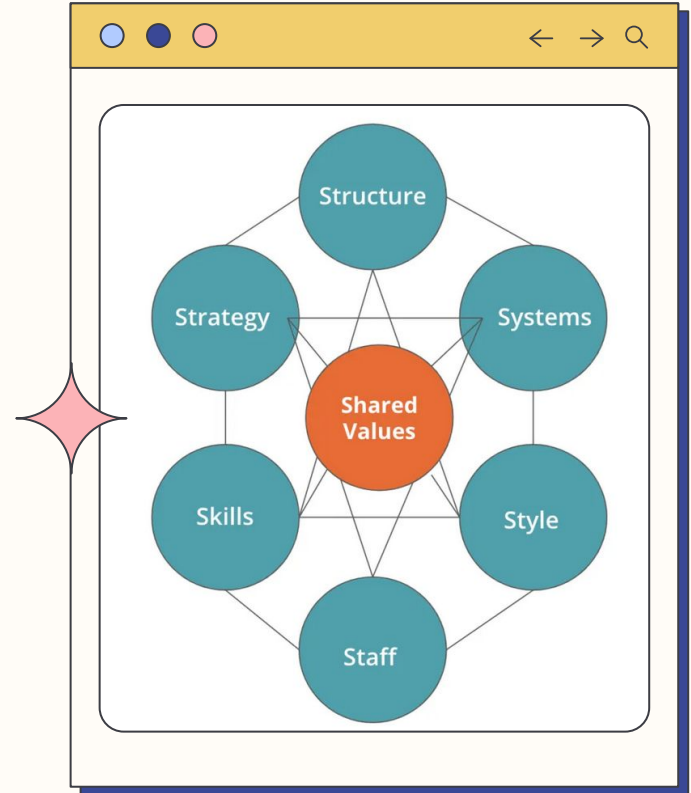 Structure
Strategy
Systems
Shared
Values
Skills
Style
Staff